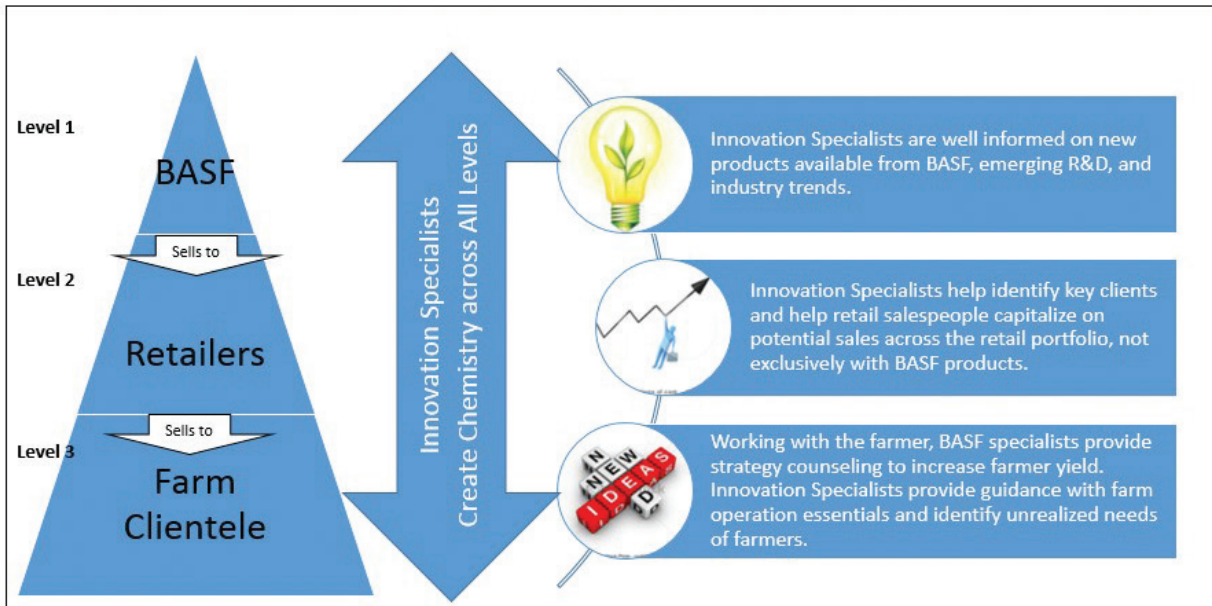 Level 1
BASF
Sells to
Level 2
Retailers
Sells to
Level 3
Farm
Clientele
Innovation Specialists
Create Chemistry across All Levels
Innovation Specialists are well informed on new
products available from BASF, emerging R&D, and
industry trends.
Innovation Specialists help identify key clients
and help retail salespeople capitalize on
potential sales across the retail portfolio, not
exclusively with BASF products.
NEW
IDEAS
Working with the farmer, BASF specialists provide
strategy counseling to increase farmer yield.
Innovation Specialists provide guidance with farm
operation essentials and identify unrealized needs
of farmers.